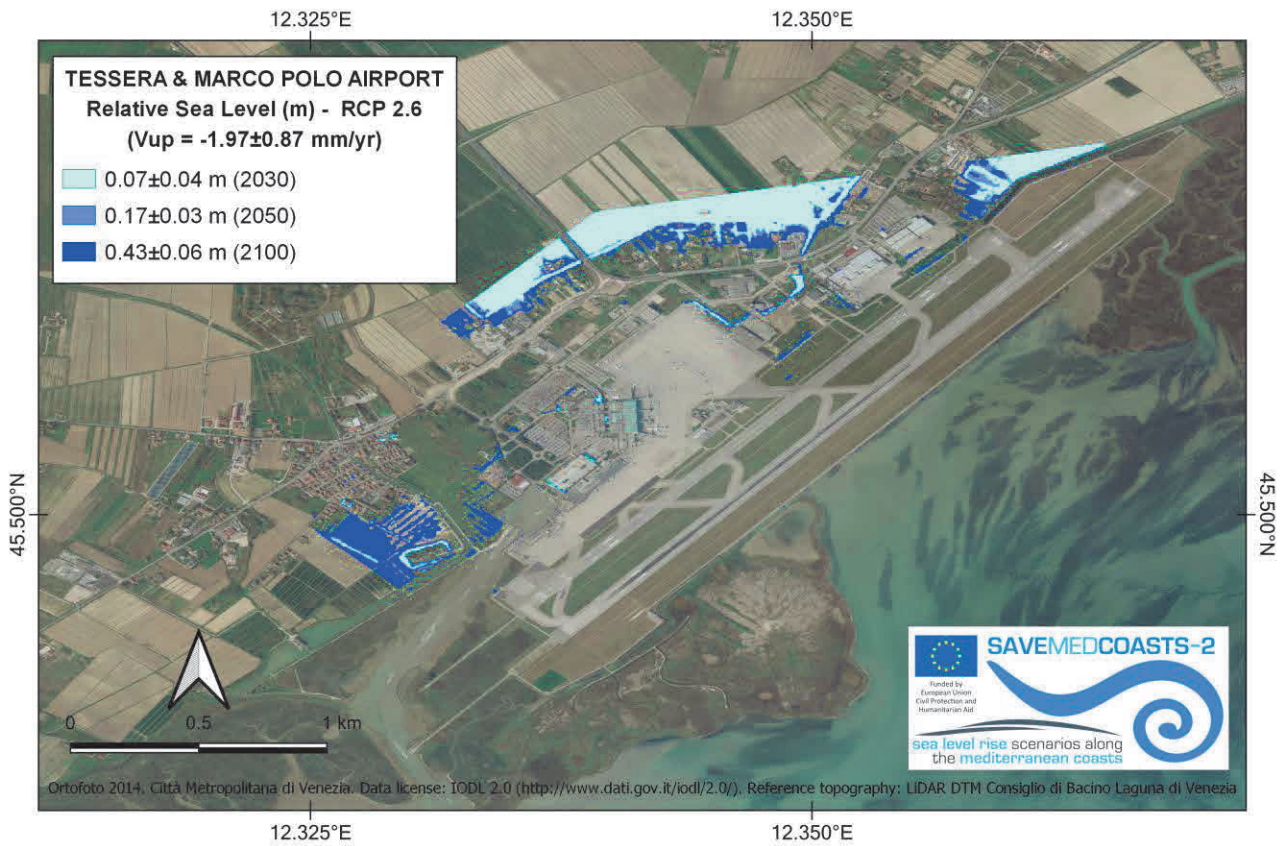 12.325°E
12.350°E
TESSERA & MARCO POLO AIRPORT
Relative Sea Level (m) - RCP 2.6
(Vup = -1.97±0.87 mm/yr)
0.07±0.04 m (2030)
0.17±0.03 m (2050)
0.43±0.06 m (2100)
45.500°N
45.500°N
0
0.5
1 km
SAVEMEDCOASTS-2
Funded by
European Union
Civil Protection and
Humanitarian Aid
sea level rise scenarios along
the mediterranean coasts
Ortofoto 2014. Città Metropolitana di Venezia. Data license: IODL 2.0 (http://www.dati.gov.it/iodl/2.0/). Reference topography: LiDAR DTM Consiglio di Bacino Laguna di Venezia
12.325°E
12.350°E